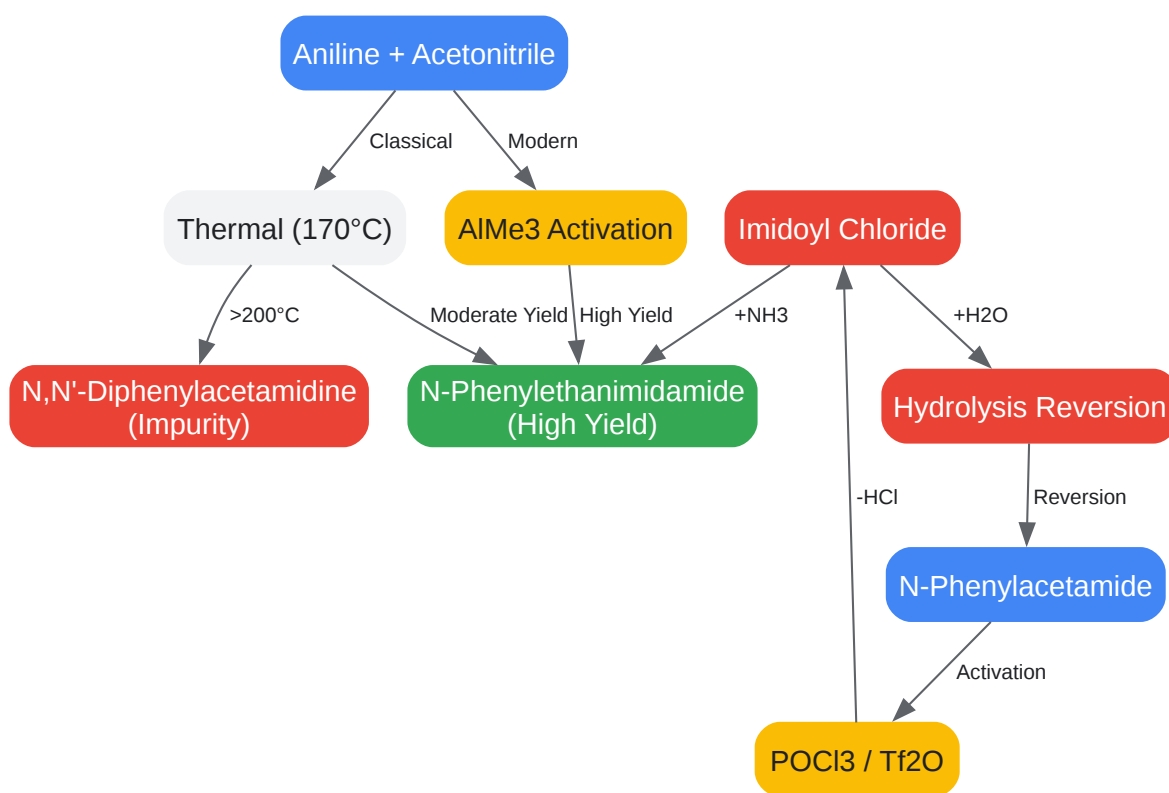 Aniline + Acetonitrile
Classical
Modern
Thermal (170°C)
AlMe3 Activation
Imidoyl Chloride
>200°C
Moderate Yield
High Yield
+NH3
+H2O
N,N'-Diphenylacetamidine
(Impurity)
N-Phenylethanimidamide
(High Yield)
Hydrolysis Reversion
-HCl
Reversion
N-Phenylacetamide
Activation
POCl3 / Tf2O